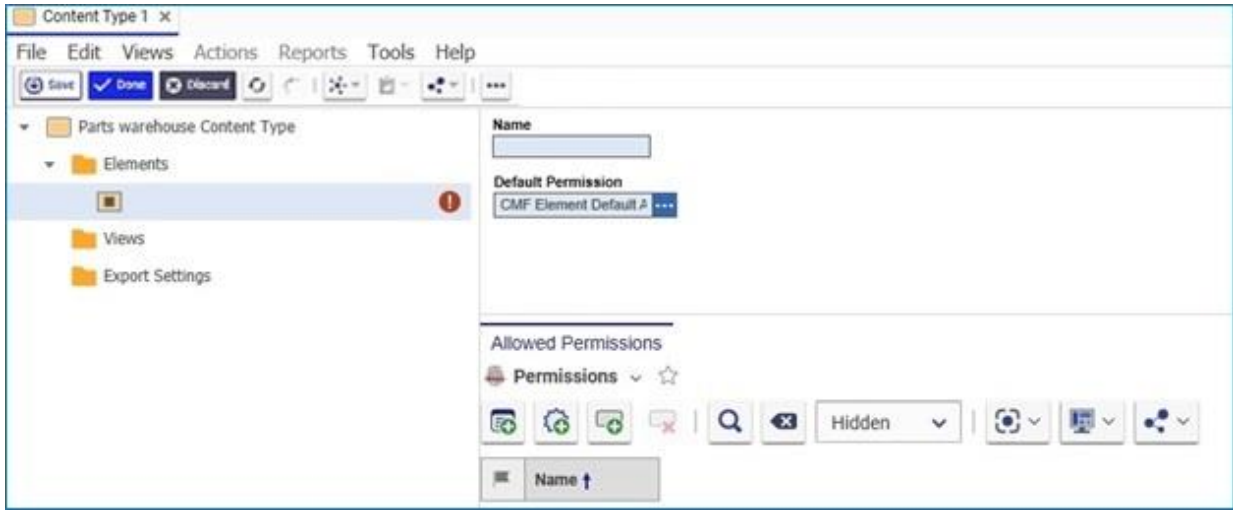 Content Type 1 ×
File Edit Views Actions Reports Tools Help
Save Done Discard
Parts warehouse Content Type
Elements
Views
Export Settings
Name
Default Permission
CMF Element Default A
Allowed Permissions
Permissions
Hidden
Name